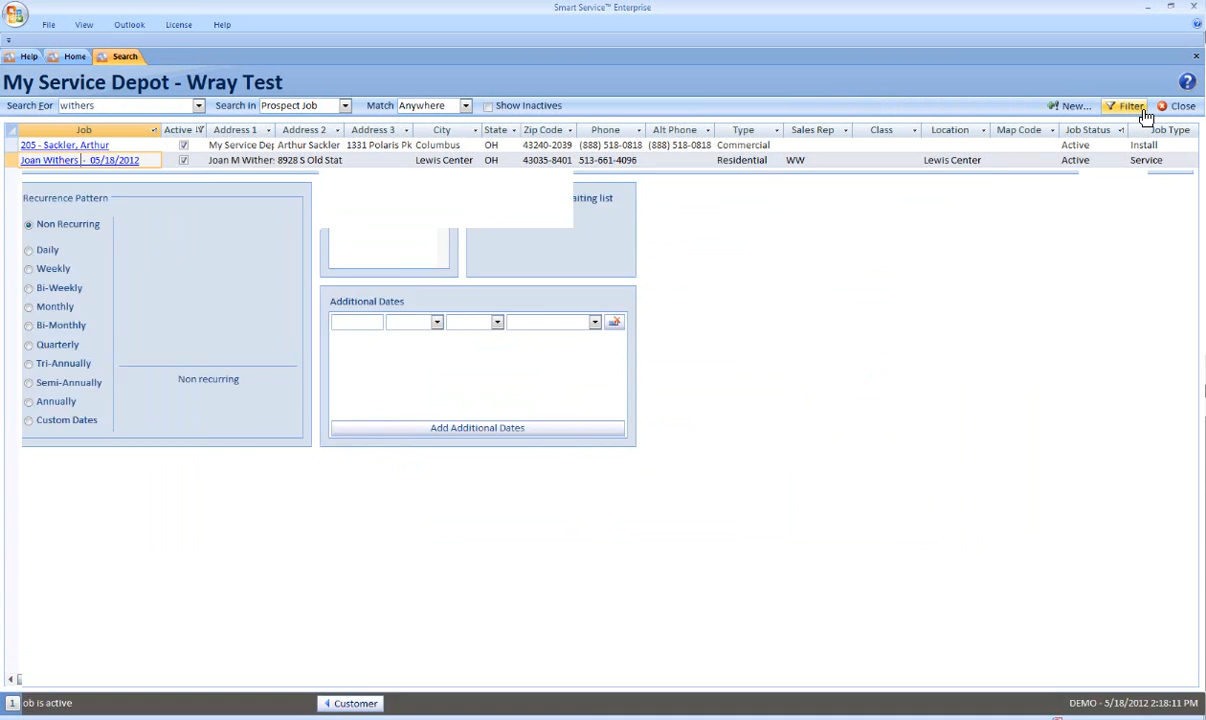 Smart Service™ Enterprise
File View Outlook License Help
Help Home Search
My Service Depot - Wray Test
Search For withers Search in Prospect Job Match Anywhere Show Inactives New... Filter Close
Job Active Address 1 Address 2 Address 3 City State Zip Code Phone Alt Phone Type Sales Rep Class Location Map Code Job Status Job Type
205 - Sackler, Arthur My Service Dep Arthur Sackler 1331 Polaris Pk Columbus OH 43240-2039 (888) 518-0818 (888) 518-0818 Commercial Active Install
Joan Withers - 05/18/2012 Joan M Wither: 8928 S Old Stat Lewis Center OH 43035-8401 513-661-4096 Residential WW Lewis Center Active Service
Recurrence Pattern aiting list
Non Recurring
Daily
Weekly
Bi-Weekly
Monthly
Bi-Monthly
Quarterly
Tri-Annually
Semi-Annually
Annually
Custom Dates
Non recurring
Additional Dates
Add Additional Dates
1 ob is active Customer DEMO - 5/18/2012 2:18:11 PM